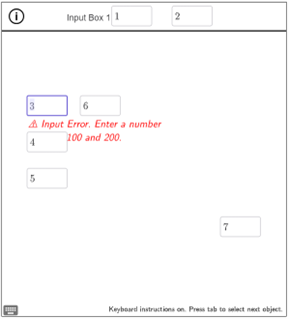 Input Box 1 1 2
3 6
⚠ Input Error. Enter a number
4 100 and 200.
5
7
Keyboard instructions on. Press tab to select next object.